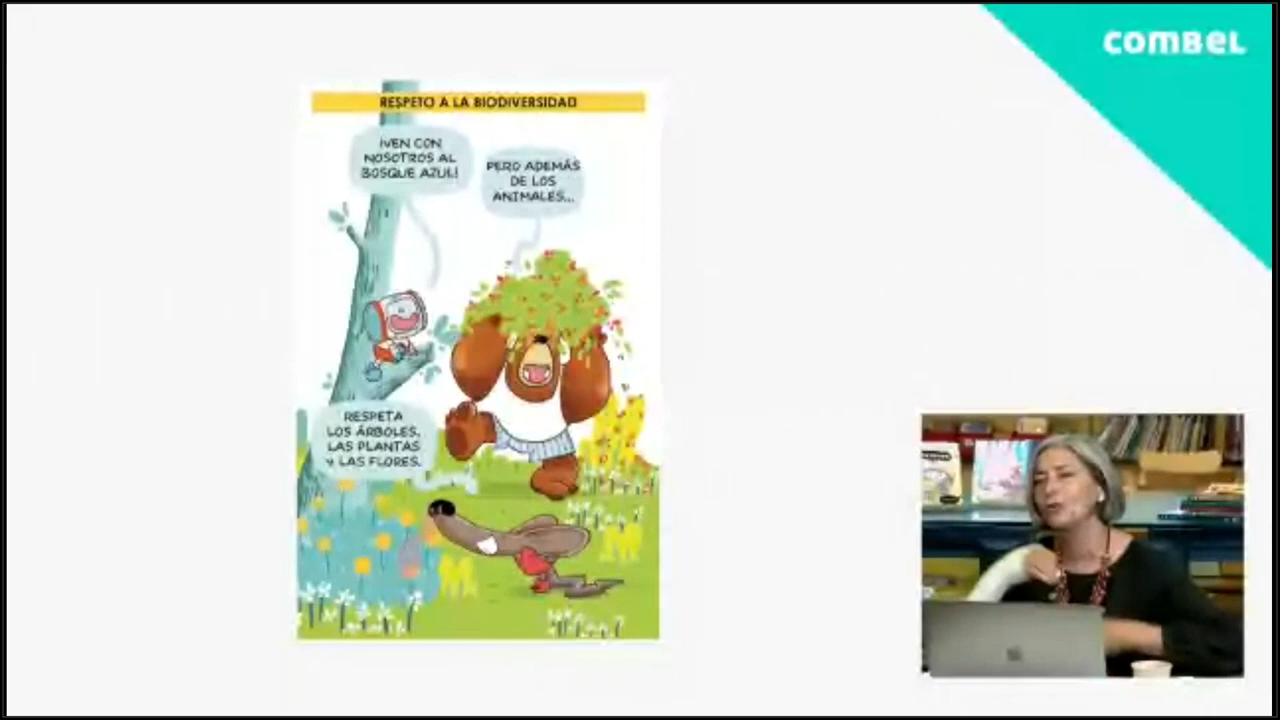 COMBEL
RESPETO A LA BIODIVERSIDAD
¡VEN CON
NOSOTROS AL
BOSQUE AZUL!
PERO ADEMÁS
DE LOS
ANIMALES...
RESPETA
LOS ÁRBOLES,
LAS PLANTAS
Y LAS FLORES.